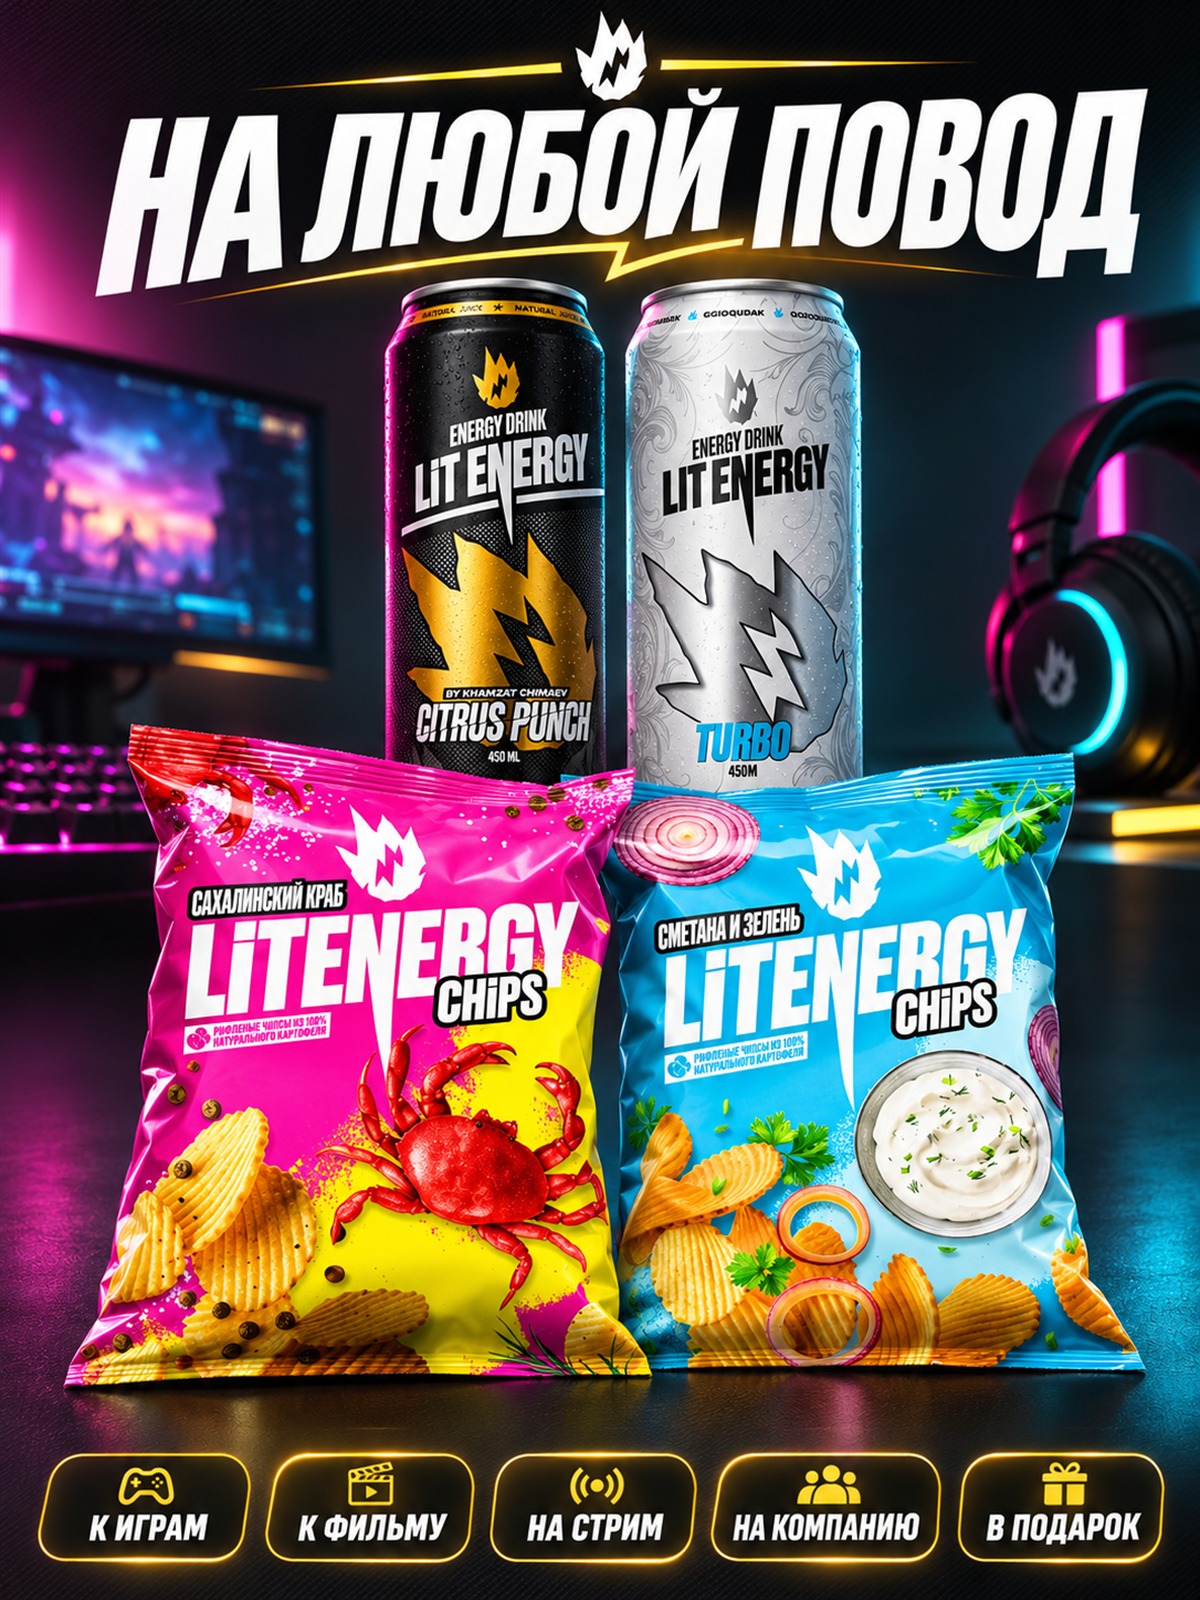 НА ЛЮБОЙ ПОВОД
NATURAL
ENERGY DRINK
LiT ENERGY
BY KHAMZAT CHIMAEV
CITRUS PUNCH
450 ML
ENERGY DRINK
LIT ENERGY
TURBO
450M
САХАЛИНСКИЙ КРАБ
LiTENERGY
CHiPS
РИФЛЕНЫЕ ЧИПСЫ ИЗ 100%
НАТУРАЛЬНОГО КАРТОФЕЛЯ
СМЕТАНА И ЗЕЛЕНЬ
LiTENERGY
CHiPS
РИФЛЕНЫЕ ЧИПСЫ ИЗ 100%
НАТУРАЛЬНОГО КАРТОФЕЛЯ
К ИГРАМ
К ФИЛЬМУ
НА СТРИМ
НА КОМПАНИЮ
В ПОДАРОК